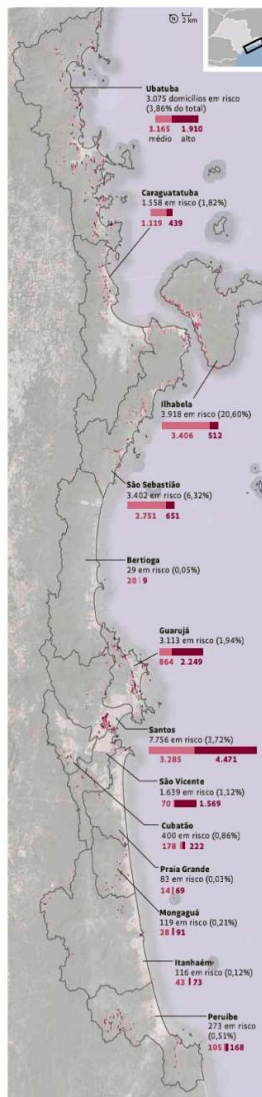 2 km
Ubatuba
3.075 domicílios em risco
(3,86% do total)
1.165 1.910
médio alto
Caraguatatuba
1.558 em risco (1,82%)
1.119 439
Ilhabela
3.918 em risco (20,60%)
3.406 512
São Sebastião
3.402 em risco (6,32%)
2.751 651
Bertioga
29 em risco (0,05%)
20 9
Guarujá
3.113 em risco (1,94%)
864 2.249
Santos
7.756 em risco (3,72%)
3.285 4.471
São Vicente
1.639 em risco (1,12%)
70 1.569
Cubatão
400 em risco (0,86%)
178 222
Praia Grande
83 em risco (0,03%)
14 69
Mongaguá
119 em risco (0,21%)
28 91
Itanhaém
116 em risco (0,12%)
43 73
Peruíbe
273 em risco
(0,51%)
105 168